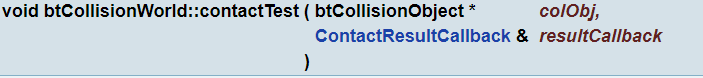 void btCollisionWorld::contactTest ( btCollisionObject * colObj,
ContactResultCallback & resultCallback
)